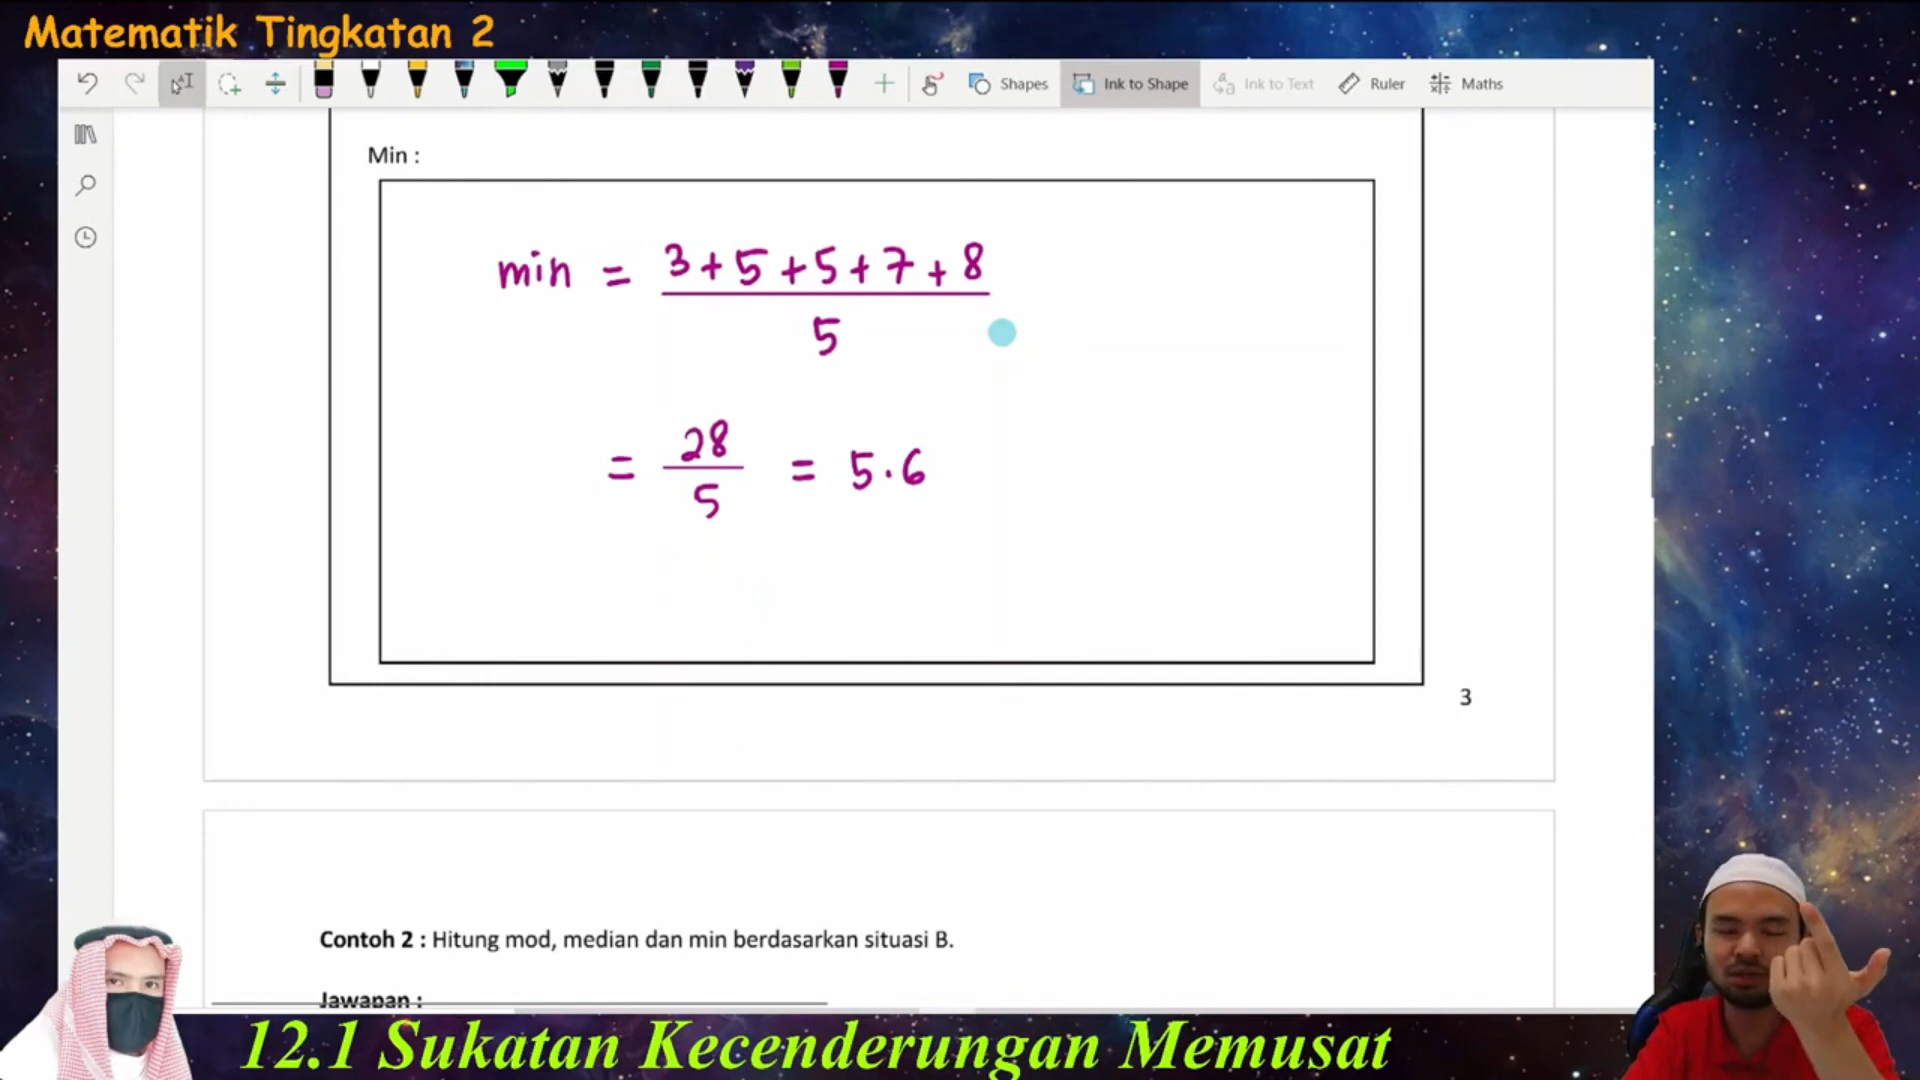 Matematik Tingkatan 2
Shapes
Ink to Shape
Ink to Text
Ruler
Maths
Min :
min = 3 + 5 + 5 + 7 + 8
5
= 28/5 = 5.6
3
Contoh 2 : Hitung mod, median dan min berdasarkan situasi B.
Jawapan :
12.1 Sukatan Kecenderungan Memusat